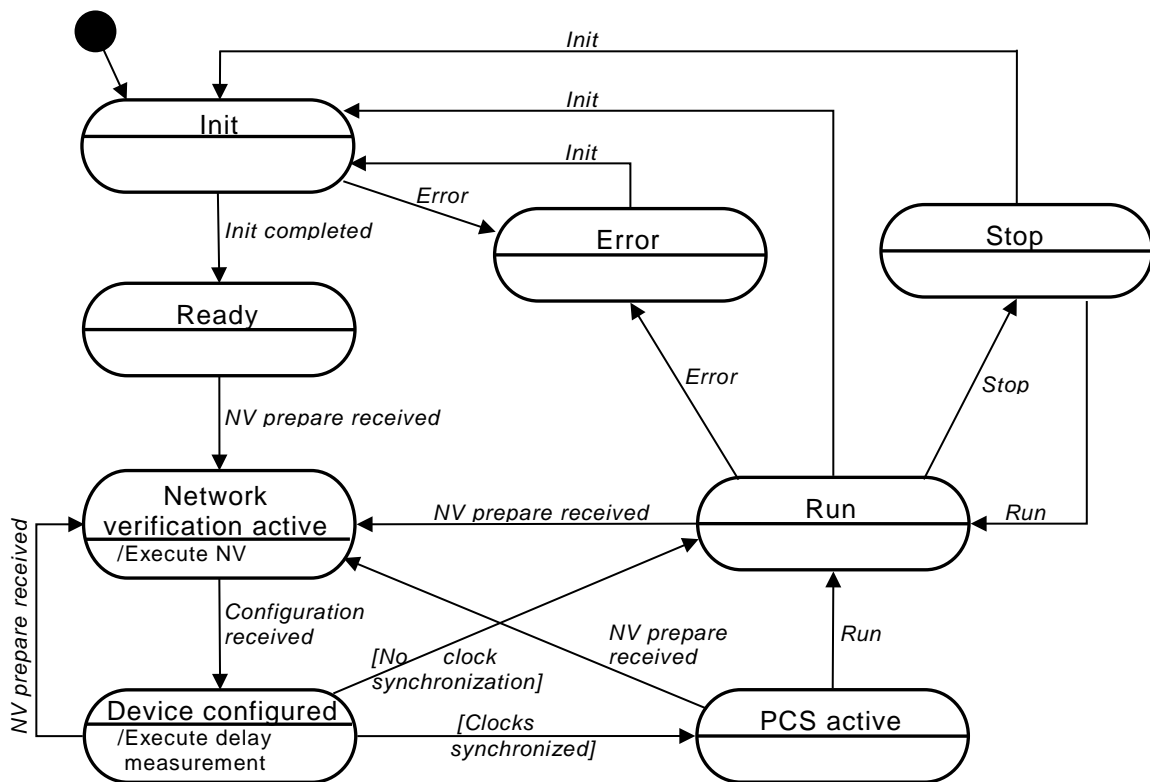 Init
Init
Init
Init
Error
Init completed
Error
Stop
Ready
Error
Stop
NV prepare received
Network
verification active
/Execute NV
NV prepare received
Run
Run
NV prepare received
Configuration
received
NV prepare
received
Run
[No clock
synchronization]
Device configured
/Execute delay
measurement
[Clocks
synchronized]
PCS active